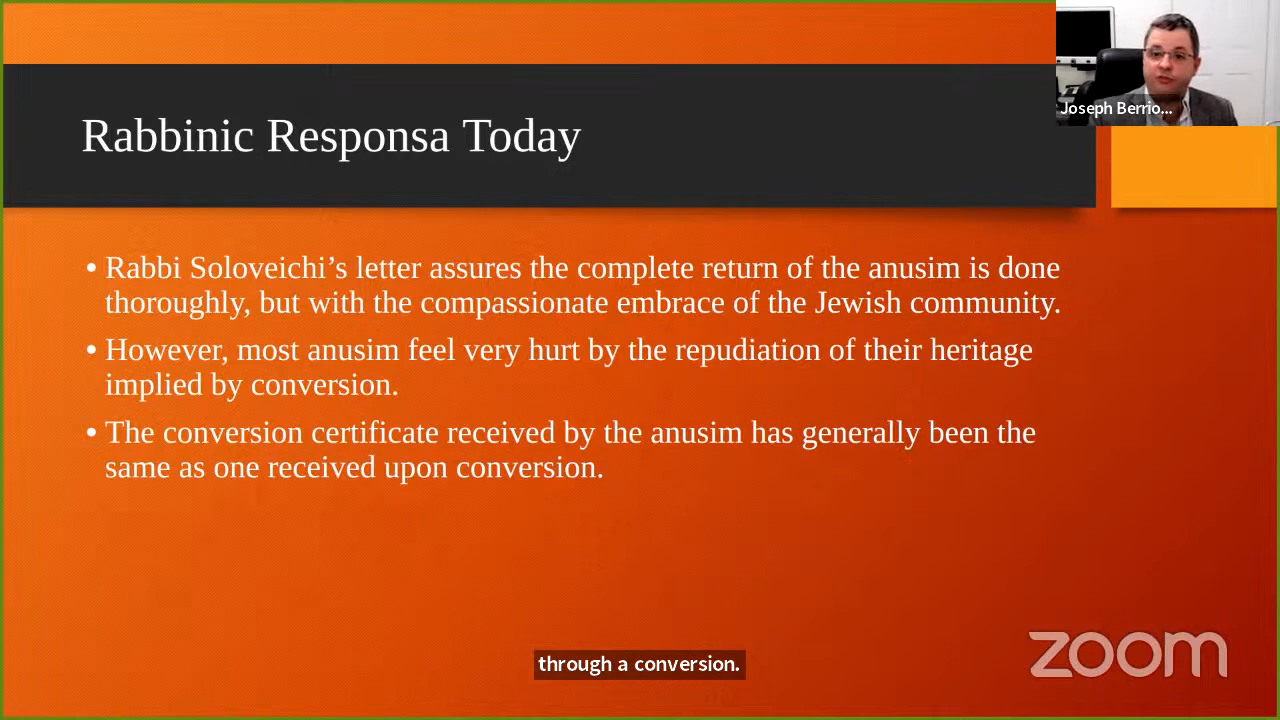 Joseph Berrio...
Rabbinic Responsa Today
• Rabbi Soloveichi’s letter assures the complete return of the anusim is done
thoroughly, but with the compassionate embrace of the Jewish community.
• However, most anusim feel very hurt by the repudiation of their heritage
implied by conversion.
• The conversion certificate received by the anusim has generally been the
same as one received upon conversion.
through a conversion.
zoom